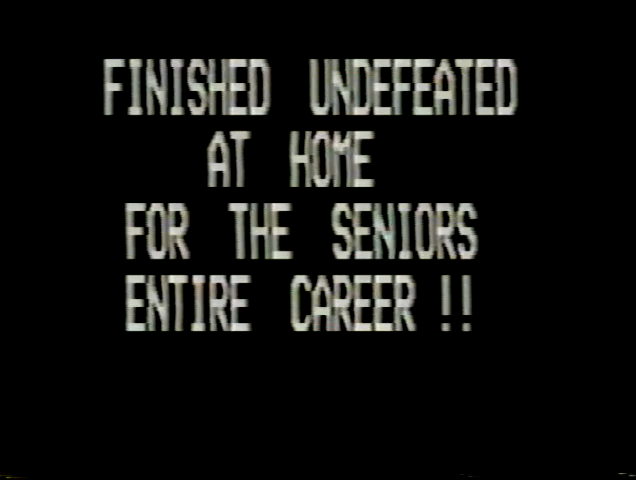 FINISHED UNDEFEATED
AT HOME
FOR THE SENIORS
ENTIRE CAREER !!